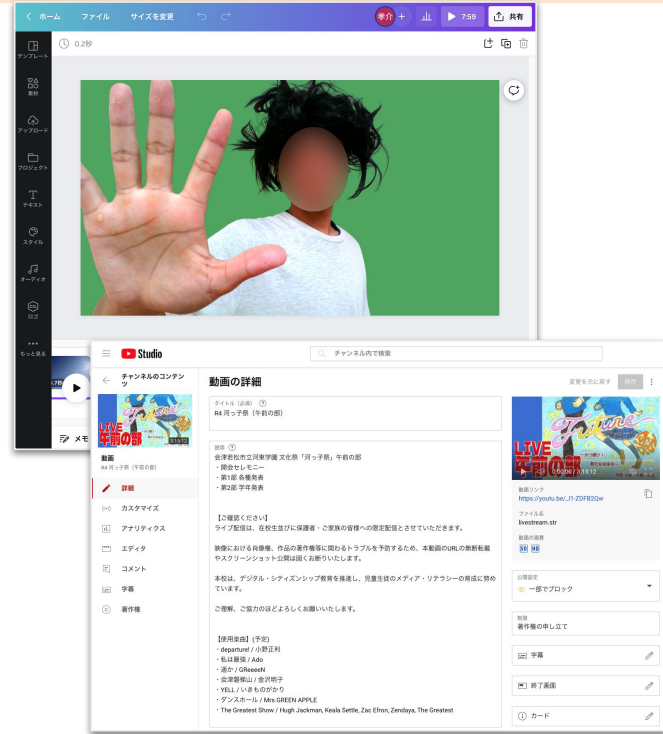 ホーム ファイル サイズを変更 孝介 + 7:59 共有
0.2秒
テンプレート
素材
アップロード
プロジェクト
テキスト
スタイル
オーディオ
CO.
ロゴ
もっと見る
メモ
Studio
チャンネル内で検索
チャンネルのコンテン
ツ
LIVE
午前の部
Future
3:15:12
動画
R4 河っ子祭（午前の部）
詳細
カスタマイズ
アナリティクス
エディタ
コメント
字幕
著作権
動画の詳細
変更を元に戻す 保存
タイトル（必須）
R4 河っ子祭（午前の部）
説明
会津若松市立河東学園 文化祭「河っ子祭」午前の部
・開会セレモニー
・第1部 各種発表
・第2部 学年発表
【ご確認ください】
ライブ配信は、在校生並びに保護者・ご家族の皆様への限定配信とさせていただきます。
映像における肖像権、作品の著作権等に関わるトラブルを予防するため、本動画のURLの無断転載
やスクリーンショット公開は固くお断りいたします。
本校は、デジタル・シティズンシップ教育を推進し、児童生徒のメディア・リテラシーの育成に努め
ています。
ご理解、ご協力のほどよろしくお願いいたします。
【使用楽曲】(予定)
・departure! / 小野正利
・私は最強 / Ado
・遥か / GReeeeN
・会津磐梯山 / 金沢明子
・YELL / いきものがかり
・ダンスホール / Mrs.GREEN APPLE
・The Greatest Show / Hugh Jackman, Keala Settle, Zac Efron, Zendaya, The Greatest
Future
LIVE
午前の部
0:00:00 / 3:15:12
動画リンク
https://youtu.be/_I1-ZDFB2Qw
ファイル名
livestream.str
動画の画質
SD HD
公開設定
一部でブロック
制限
著作権の申し立て
字幕
終了画面
カード